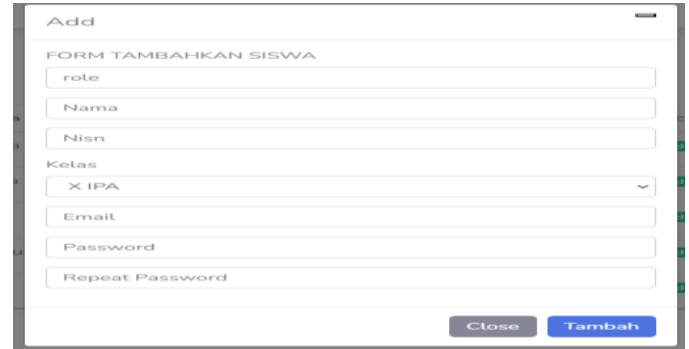 Add
FORM TAMBAHKAN SISWA
role
Nama
Nisn
Kelas
X IPA
Email
Password
Repeat Password
Close Tambah